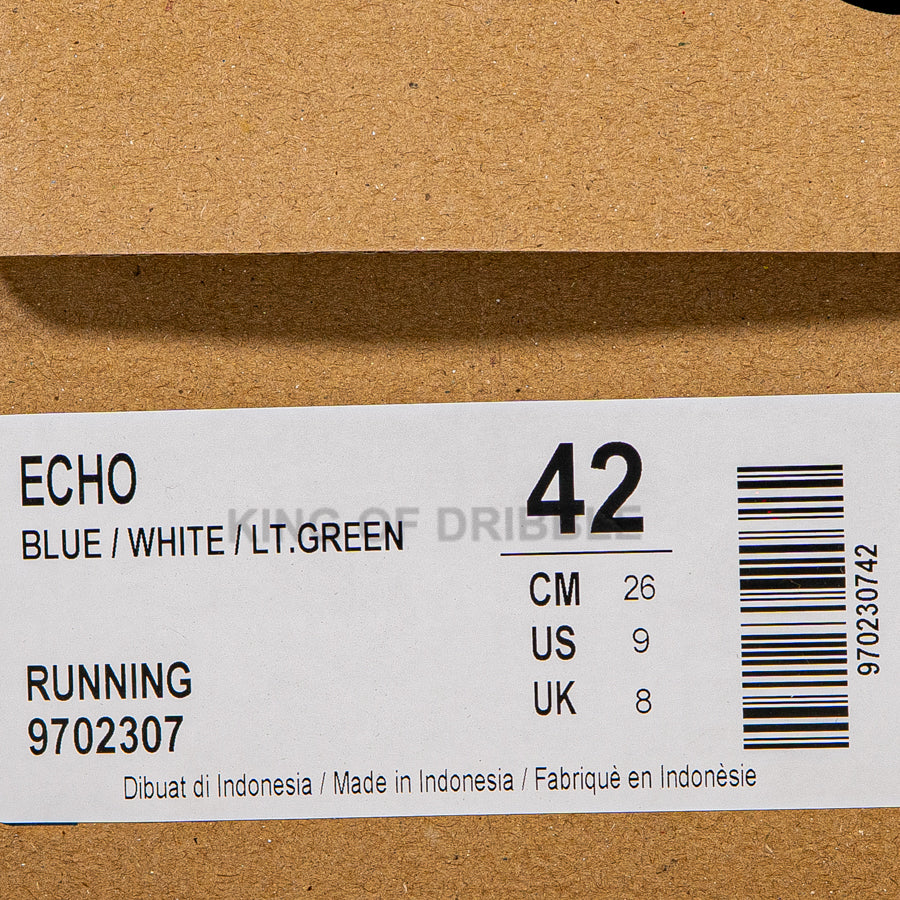 ECHO
BLUE / WHITE / LT.GREEN
KING OF DRIBBLE
42
CM 26
US 9
UK 8
RUNNING
9702307
970230742
Dibuat di Indonesia / Made in Indonesia / Fabriquè en Indonèsie